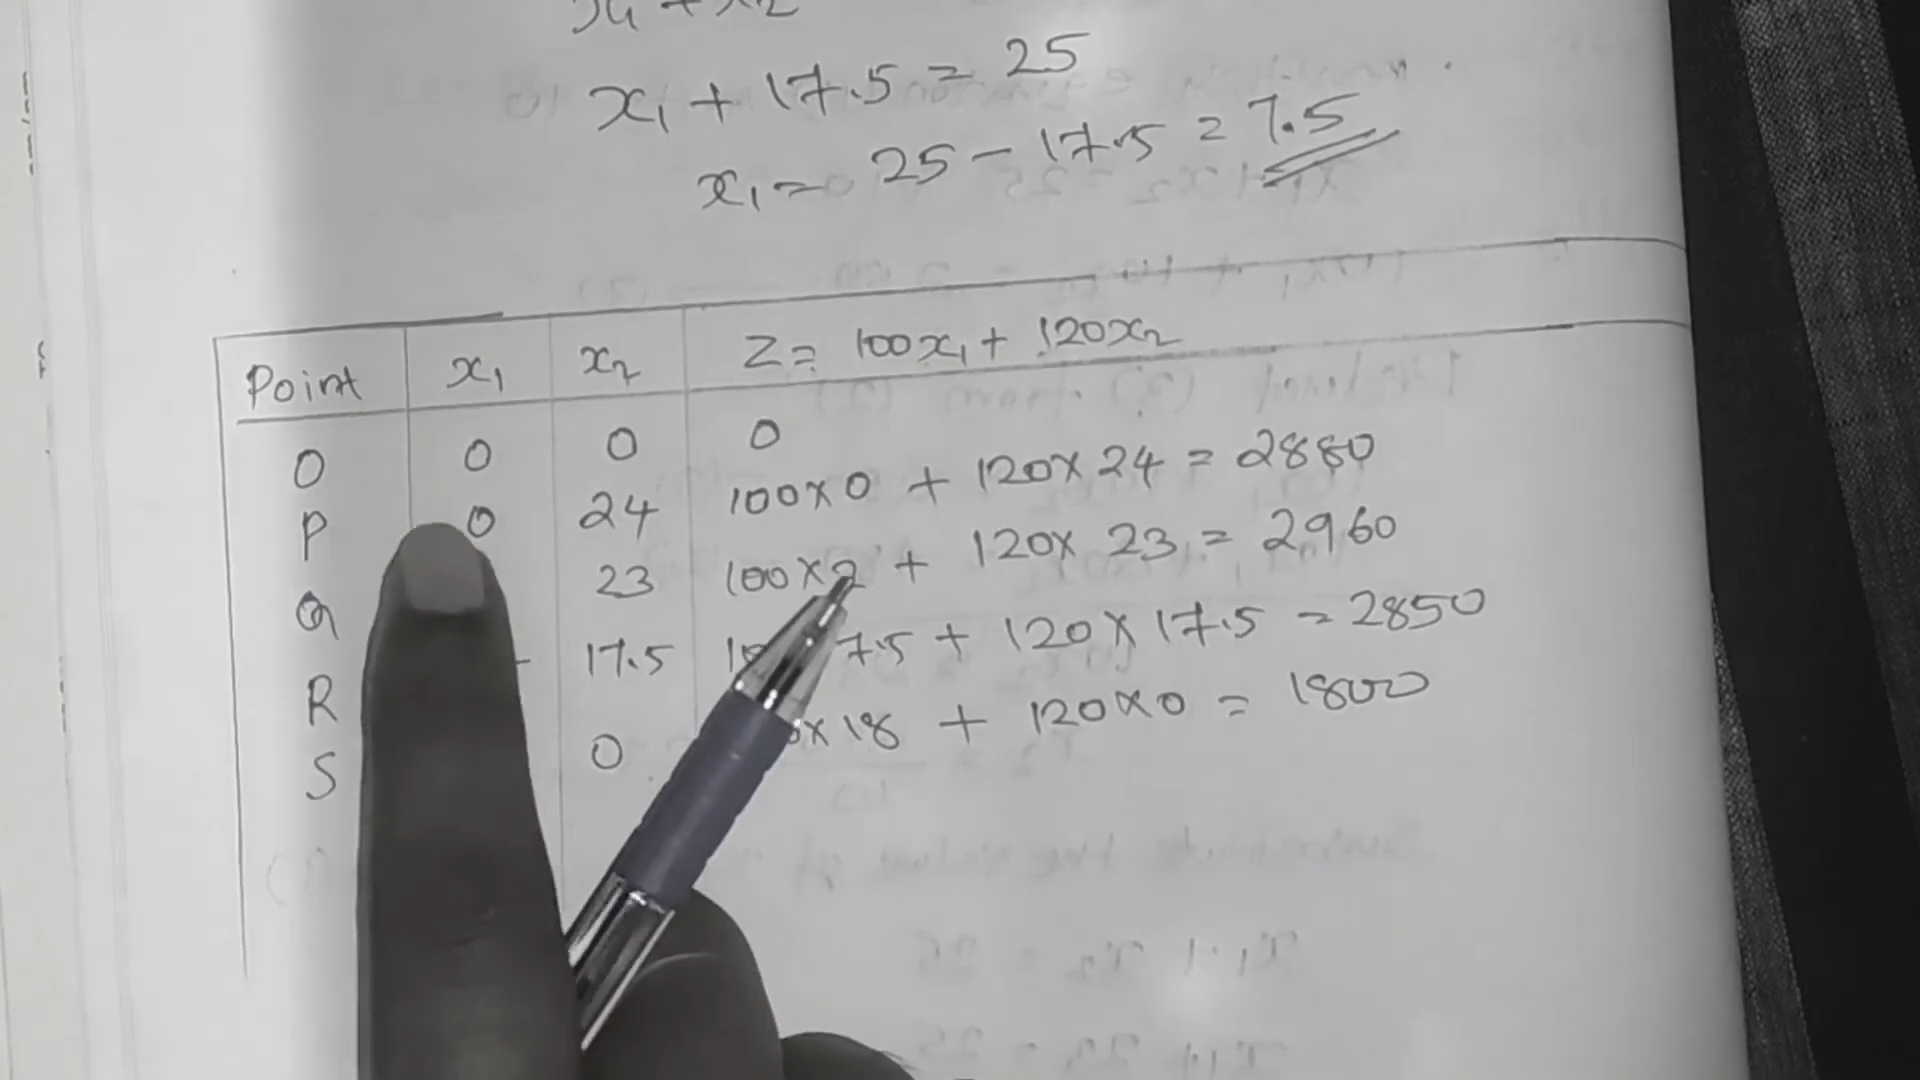 x₁ + 17.5 = 25
x₁ = 25 - 17.5 = 7.5
Point x₁ x₂ Z = 100x₁ + 120x₂
O 0 0 0
P 0 24 100×0 + 120×24 = 2880
Q 23 100×2 + 120×23 = 2960
R 17.5 7.5 + 120×17.5 = 2850
S 0 ×18 + 120×0 = 1800